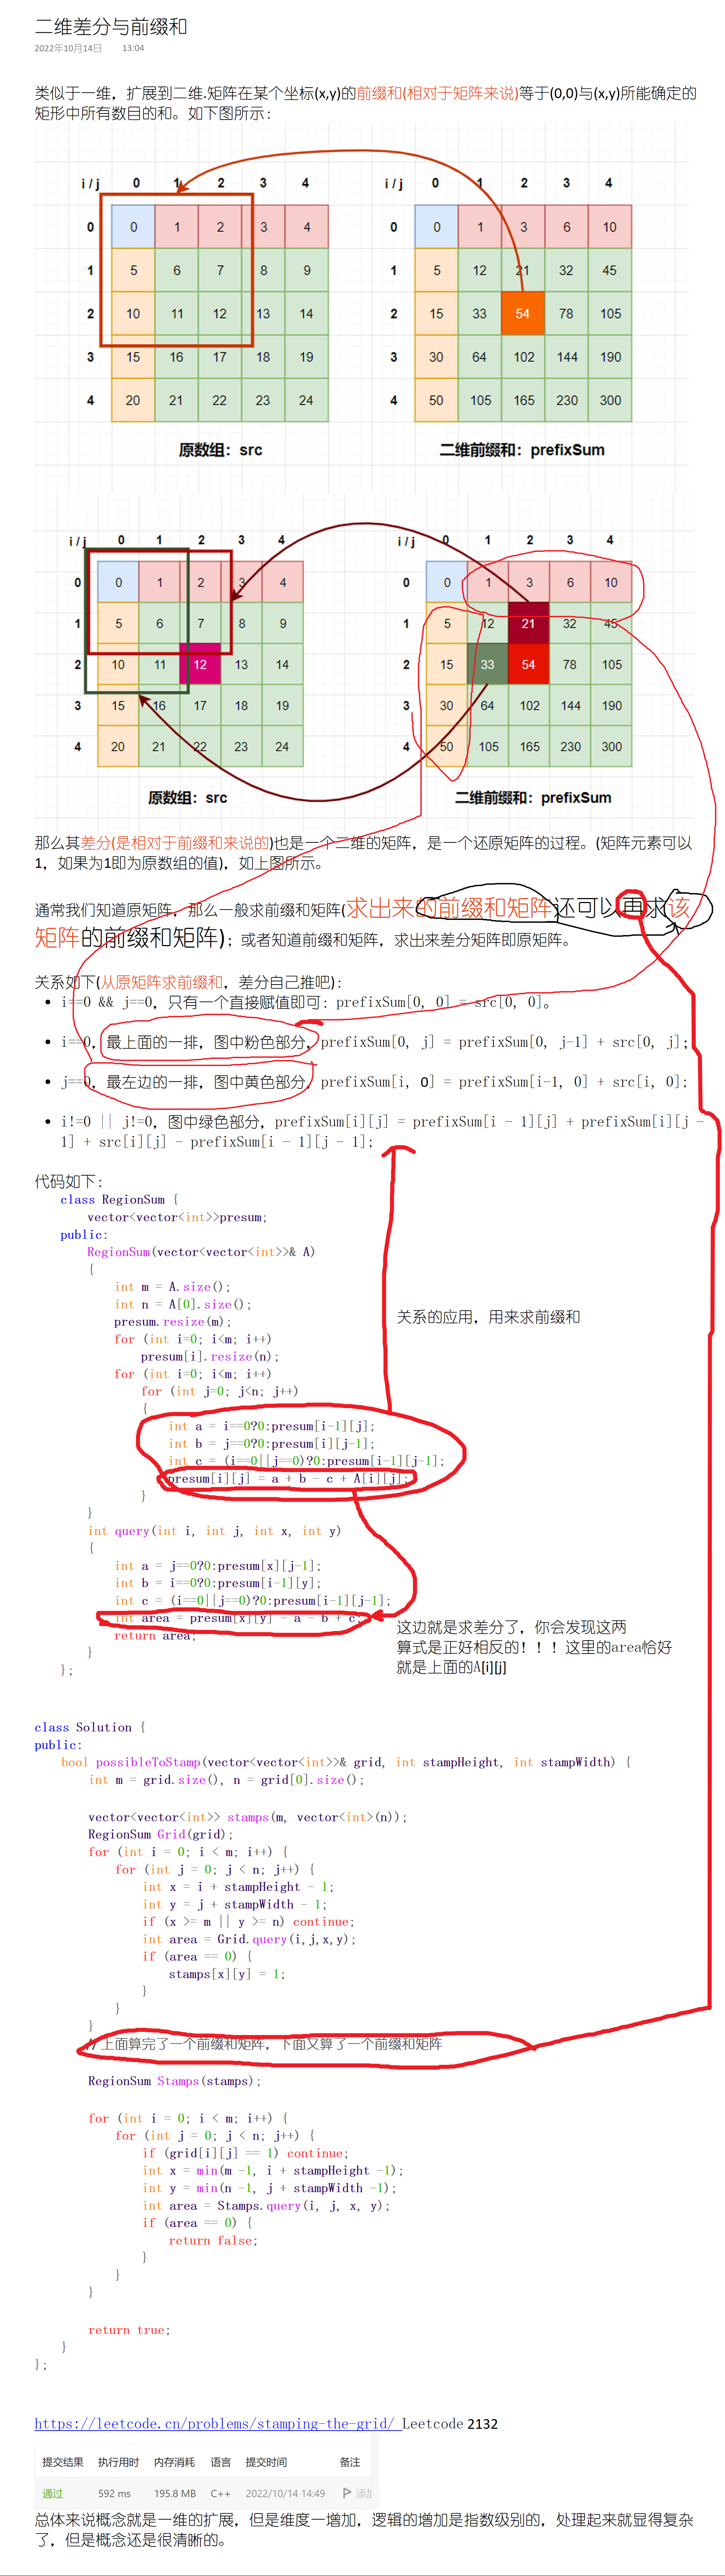 二维差分与前缀和
2022年10月14日 13:04
类似于一维，扩展到二维.矩阵在某个坐标(x,y)的前缀和(相对于矩阵来说)等于(0,0)与(x,y)所能确定的
矩形中所有数目的和。如下图所示：
i / j 0 1 2 3 4 i / j 0 1 2 3 4
0 0 1 2 3 4 0 0 1 3 6 10
1 5 6 7 8 9 1 5 12 21 32 45
2 10 11 12 13 14 2 15 33 54 78 105
3 15 16 17 18 19 3 30 64 102 144 190
4 20 21 22 23 24 4 50 105 165 230 300
原数组：src 二维前缀和：prefixSum
i / j 0 1 2 3 4 i / j 0 1 2 3 4
0 0 1 2 3 4 0 0 1 3 6 10
1 5 6 7 8 9 1 5 12 21 32 45
2 10 11 12 13 14 2 15 33 54 78 105
3 15 16 17 18 19 3 30 64 102 144 190
4 20 21 22 23 24 4 50 105 165 230 300
原数组：src 二维前缀和：prefixSum
那么其差分(是相对于前缀和来说的)也是一个二维的矩阵，是一个还原矩阵的过程。(矩阵元素可以
1，如果为1即为原数组的值)，如上图所示。
通常我们知道原矩阵，那么一般求前缀和矩阵(求出来的前缀和矩阵还可以再求该
矩阵的前缀和矩阵)；或者知道前缀和矩阵，求出来差分矩阵即原矩阵。
关系如下(从原矩阵求前缀和，差分自己推吧)：
• i==0 && j==0，只有一个直接赋值即可：prefixSum[0, 0] = src[0, 0]。
• i==0，最上面的一排，图中粉色部分，prefixSum[0, j] = prefixSum[0, j-1] + src[0, j];
• j==0，最左边的一排，图中黄色部分，prefixSum[i, 0] = prefixSum[i-1, 0] + src[i, 0];
• i!=0 || j!=0，图中绿色部分，prefixSum[i][j] = prefixSum[i - 1][j] + prefixSum[i][j -
1] + src[i][j] - prefixSum[i - 1][j - 1];
代码如下：
class RegionSum {
vector<vector<int>>presum;
public:
RegionSum(vector<vector<int>>& A)
{
int m = A.size();
int n = A[0].size();
presum.resize(m);
for (int i=0; i<m; i++)
presum[i].resize(n);
for (int i=0; i<m; i++)
for (int j=0; j<n; j++)
{
int a = i==0?0:presum[i-1][j];
int b = j==0?0:presum[i][j-1];
int c = (i==0||j==0)?0:presum[i-1][j-1];
presum[i][j] = a + b - c + A[i][j];
}
}
关系的应用，用来求前缀和
int query(int i, int j, int x, int y)
{
int a = j==0?0:presum[x][j-1];
int b = i==0?0:presum[i-1][y];
int c = (i==0||j==0)?0:presum[i-1][j-1];
int area = presum[x][y] - a - b + c;
return area;
}
};
这边就是求差分了，你会发现这两
算式是正好相反的！！！这里的area恰好
就是上面的A[i][j]
class Solution {
public:
bool possibleToStamp(vector<vector<int>>& grid, int stampHeight, int stampWidth) {
int m = grid.size(), n = grid[0].size();
vector<vector<int>> stamps(m, vector<int>(n));
RegionSum Grid(grid);
for (int i = 0; i < m; i++) {
for (int j = 0; j < n; j++) {
int x = i + stampHeight - 1;
int y = j + stampWidth - 1;
if (x >= m || y >= n) continue;
int area = Grid.query(i,j,x,y);
if (area == 0) {
stamps[x][y] = 1;
}
}
}
// 上面算完了一个前缀和矩阵，下面又算了一个前缀和矩阵
RegionSum Stamps(stamps);
for (int i = 0; i < m; i++) {
for (int j = 0; j < n; j++) {
if (grid[i][j] == 1) continue;
int x = min(m -1, i + stampHeight -1);
int y = min(n -1, j + stampWidth -1);
int area = Stamps.query(i, j, x, y);
if (area == 0) {
return false;
}
}
}
return true;
}
};
https://leetcode.cn/problems/stamping-the-grid/ Leetcode 2132
提交结果 执行用时 内存消耗 语言 提交时间 备注
通过 592 ms 195.8 MB C++ 2022/10/14 14:49 添加
总体来说概念就是一维的扩展，但是维度一增加，逻辑的增加是指数级别的，处理起来就显得复杂
了，但是概念还是很清晰的。